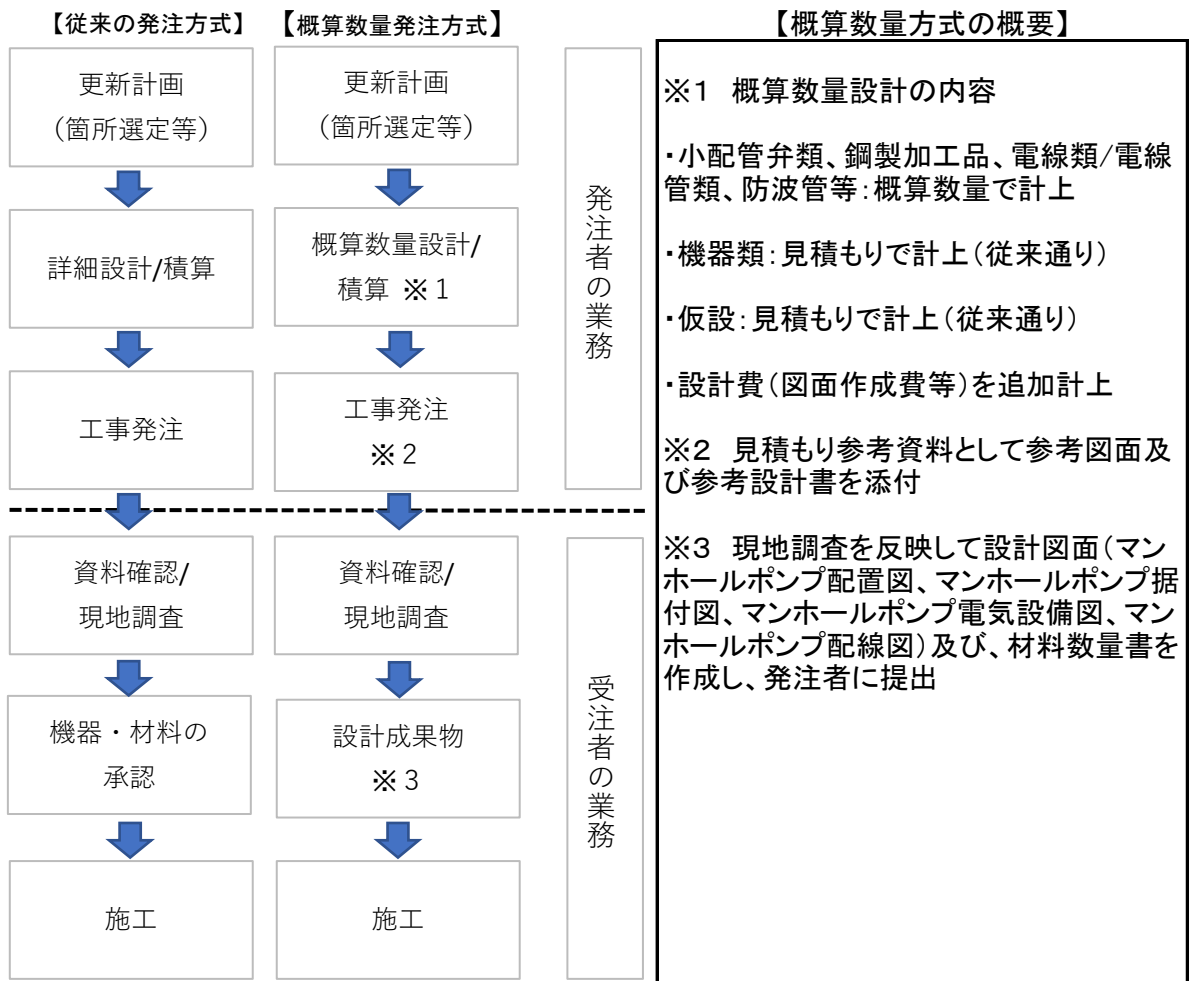 【従来の発注方式】
更新計画
（箇所選定等）
詳細設計/積算
工事発注
資料確認/
現地調査
機器・材料の
承認
施工
【概算数量発注方式】
更新計画
（箇所選定等）
概算数量設計/
積算 ※１
工事発注
※２
資料確認/
現地調査
設計成果物
※３
施工
発注者の業務
受注者の業務
【概算数量方式の概要】
※１　概算数量設計の内容
・小配管弁類、鋼製加工品、電線類/電線
管類、防波管等：概算数量で計上
・機器類：見積もりで計上（従来通り）
・仮設：見積もりで計上（従来通り）
・設計費（図面作成費等）を追加計上
※２　見積もり参考資料として参考図面及
び参考設計書を添付
※３　現地調査を反映して設計図面（マン
ホールポンプ配置図、マンホールポンプ据
付図、マンホールポンプ電気設備図、マン
ホールポンプ配線図）及び、材料数量書を
作成し、発注者に提出